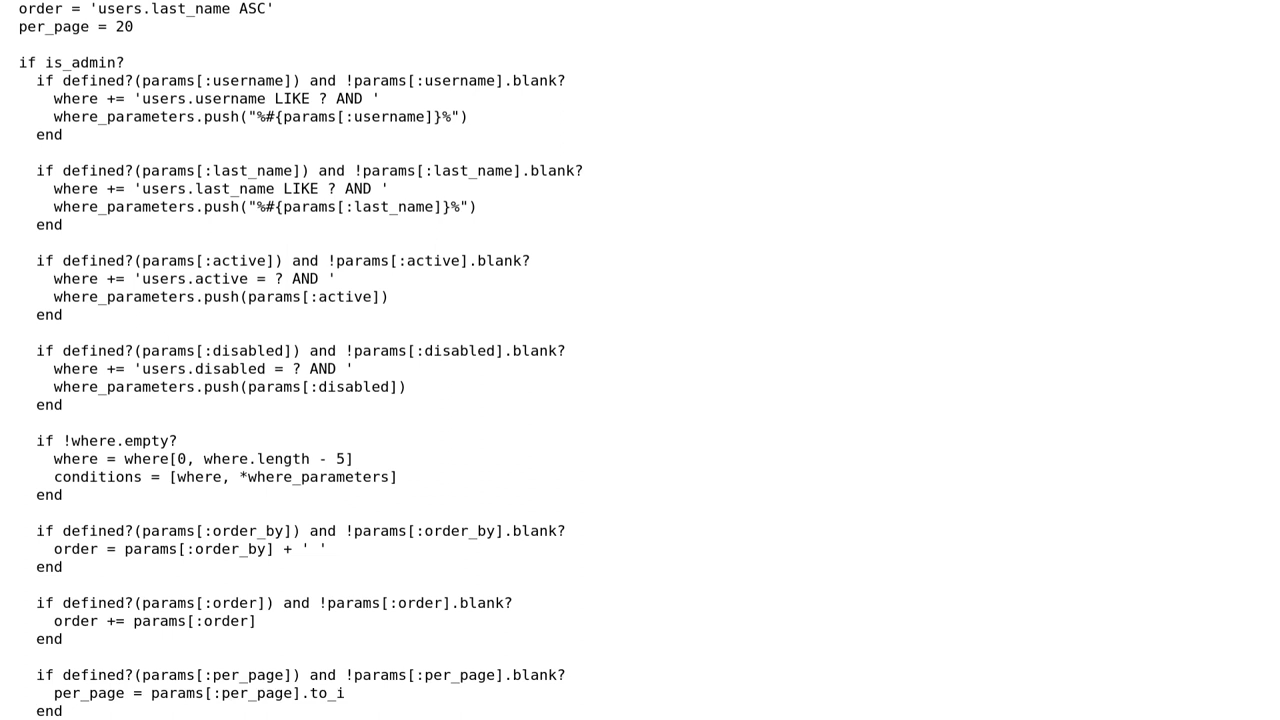 order = 'users.last_name ASC'
per_page = 20
if is_admin?
if defined?(params[:username]) and !params[:username].blank?
where += 'users.username LIKE ? AND '
where_parameters.push("%#{params[:username]}%")
end
if defined?(params[:last_name]) and !params[:last_name].blank?
where += 'users.last_name LIKE ? AND '
where_parameters.push("%#{params[:last_name]}%")
end
if defined?(params[:active]) and !params[:active].blank?
where += 'users.active = ? AND '
where_parameters.push(params[:active])
end
if defined?(params[:disabled]) and !params[:disabled].blank?
where += 'users.disabled = ? AND '
where_parameters.push(params[:disabled])
end
if !where.empty?
where = where[0, where.length - 5]
conditions = [where, *where_parameters]
end
if defined?(params[:order_by]) and !params[:order_by].blank?
order = params[:order_by] + ' '
end
if defined?(params[:order]) and !params[:order].blank?
order += params[:order]
end
if defined?(params[:per_page]) and !params[:per_page].blank?
per_page = params[:per_page].to_i
end